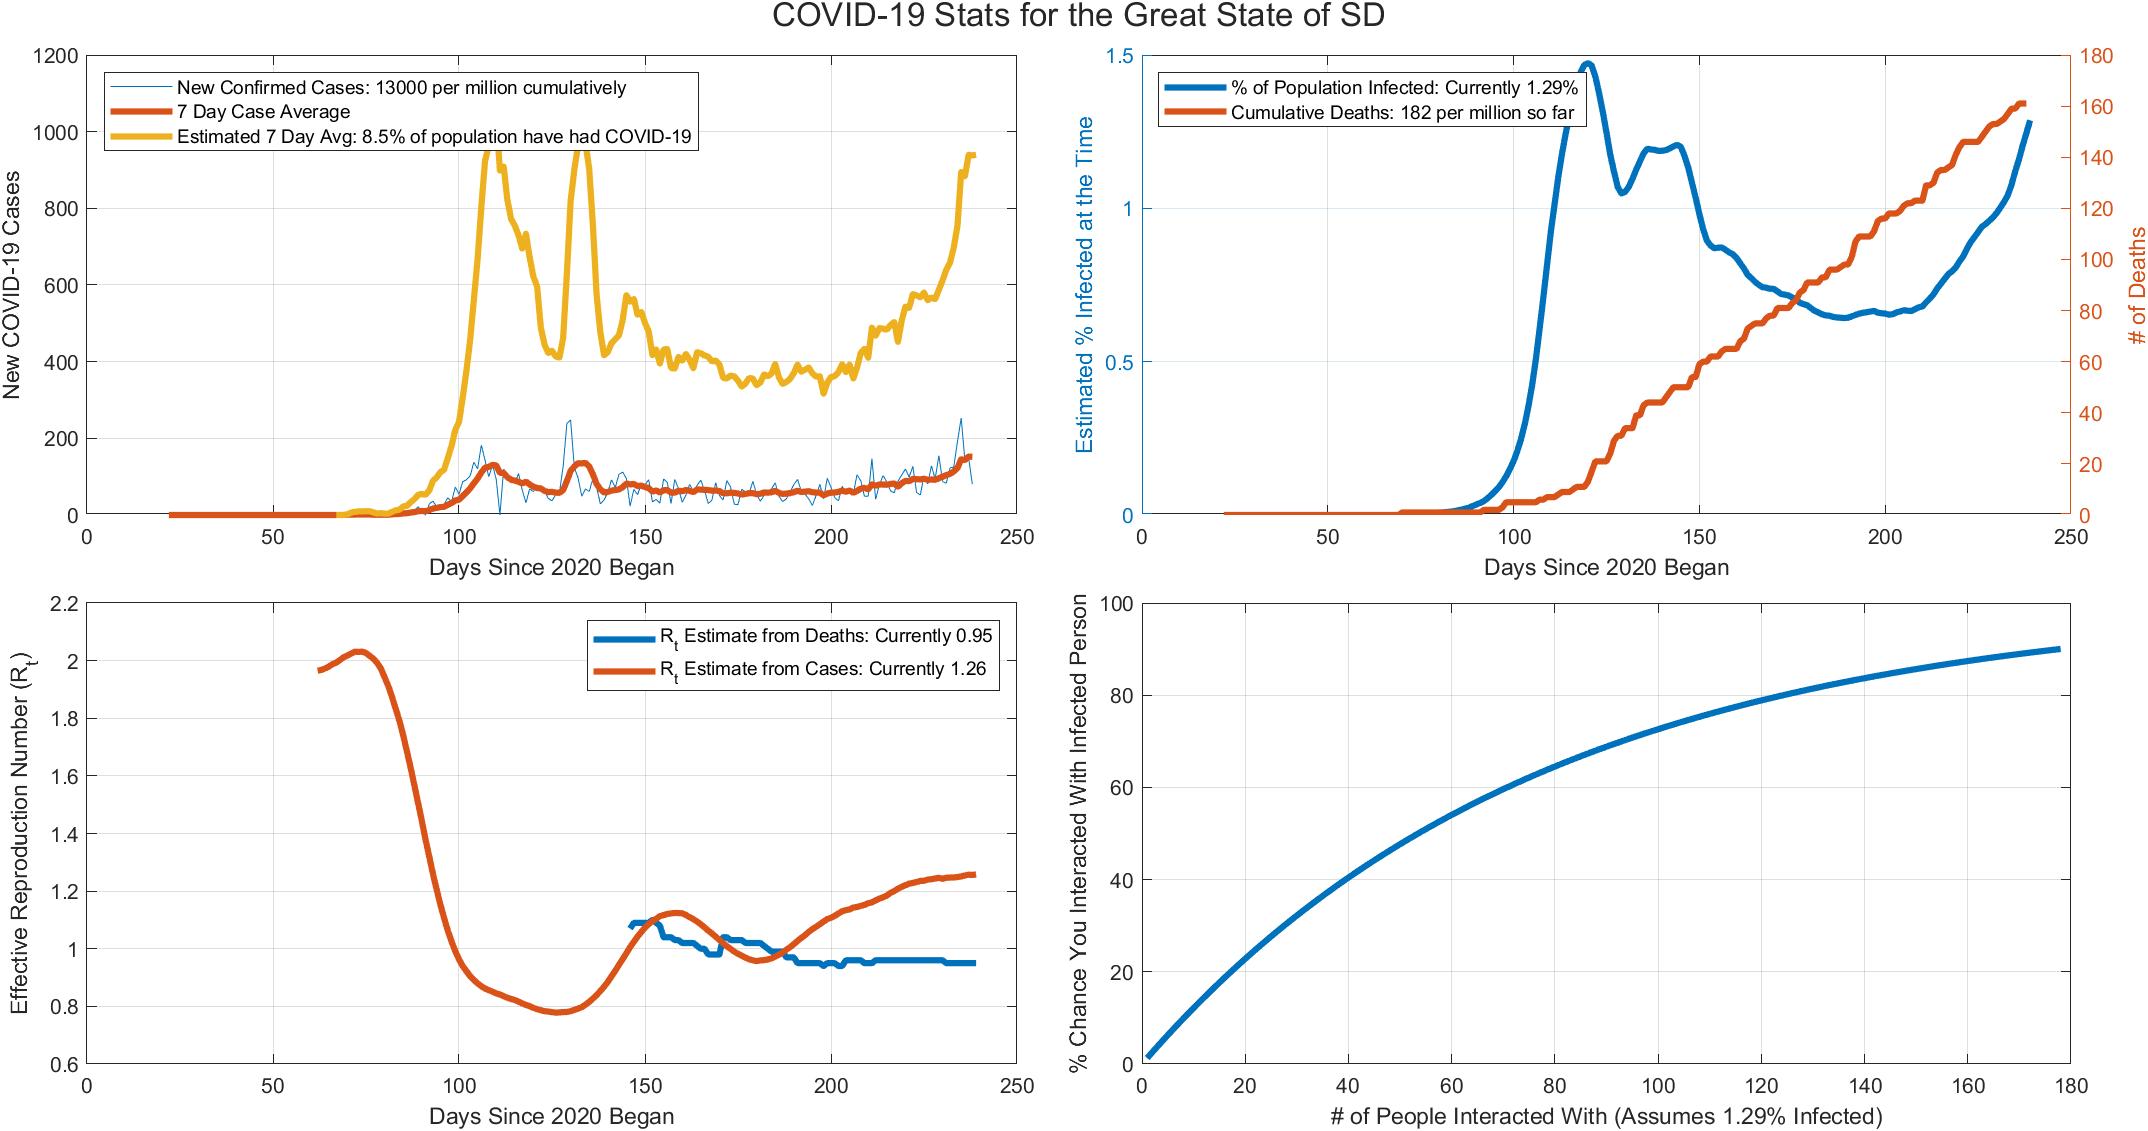 COVID-19 Stats for the Great State of SD
New COVID-19 Cases
1200
1000
800
600
400
200
0
New Confirmed Cases: 13000 per million cumulatively
7 Day Case Average
Estimated 7 Day Avg: 8.5% of population have had COVID-19
0 50 100 150 200 250
Days Since 2020 Began
Estimated % Infected at the Time
1.5
1
0.5
0
% of Population Infected: Currently 1.29%
Cumulative Deaths: 182 per million so far
180
160
140
120
100
80
60
40
20
0
# of Deaths
0 50 100 150 200 250
Days Since 2020 Began
Effective Reproduction Number (Rt)
2.2
2
1.8
1.6
1.4
1.2
1
0.8
0.6
Rt Estimate from Deaths: Currently 0.95
Rt Estimate from Cases: Currently 1.26
0 50 100 150 200 250
Days Since 2020 Began
% Chance You Interacted With Infected Person
100
80
60
40
20
0
0 20 40 60 80 100 120 140 160 180
# of People Interacted With (Assumes 1.29% Infected)